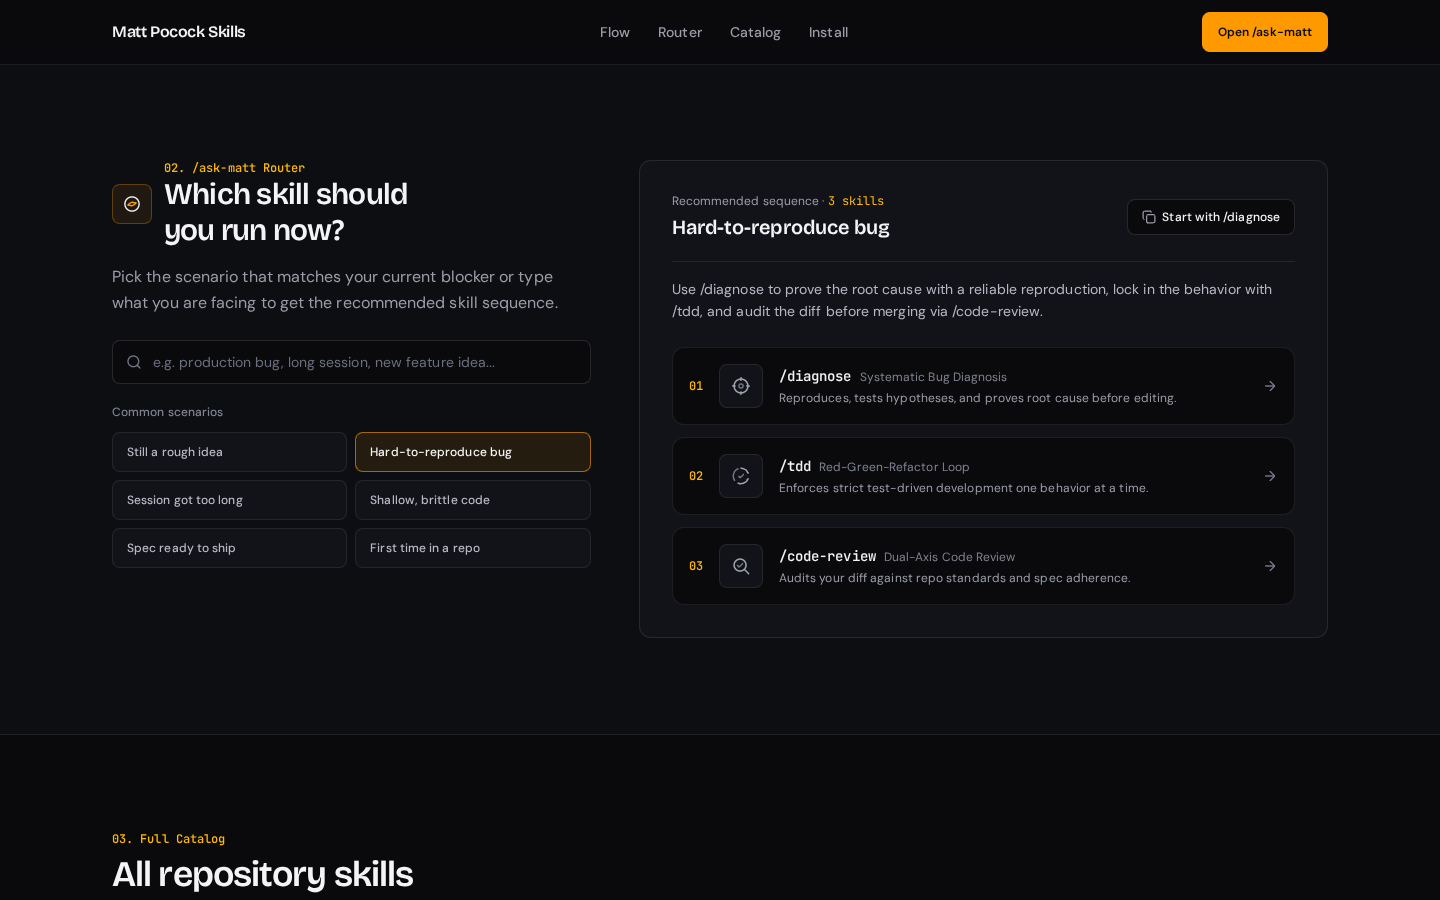 Matt Pocock Skills
Flow
Router
Catalog
Install
Open /ask-matt
02. /ask-matt Router
Which skill should
you run now?
Pick the scenario that matches your current blocker or type
what you are facing to get the recommended skill sequence.
e.g. production bug, long session, new feature idea...
Common scenarios
Still a rough idea
Hard-to-reproduce bug
Session got too long
Shallow, brittle code
Spec ready to ship
First time in a repo
Recommended sequence · 3 skills
Hard-to-reproduce bug
Start with /diagnose
Use /diagnose to prove the root cause with a reliable reproduction, lock in the behavior with
/tdd, and audit the diff before merging via /code-review.
01
/diagnose Systematic Bug Diagnosis
Reproduces, tests hypotheses, and proves root cause before editing.
02
/tdd Red-Green-Refactor Loop
Enforces strict test-driven development one behavior at a time.
03
/code-review Dual-Axis Code Review
Audits your diff against repo standards and spec adherence.
03. Full Catalog
All repository skills